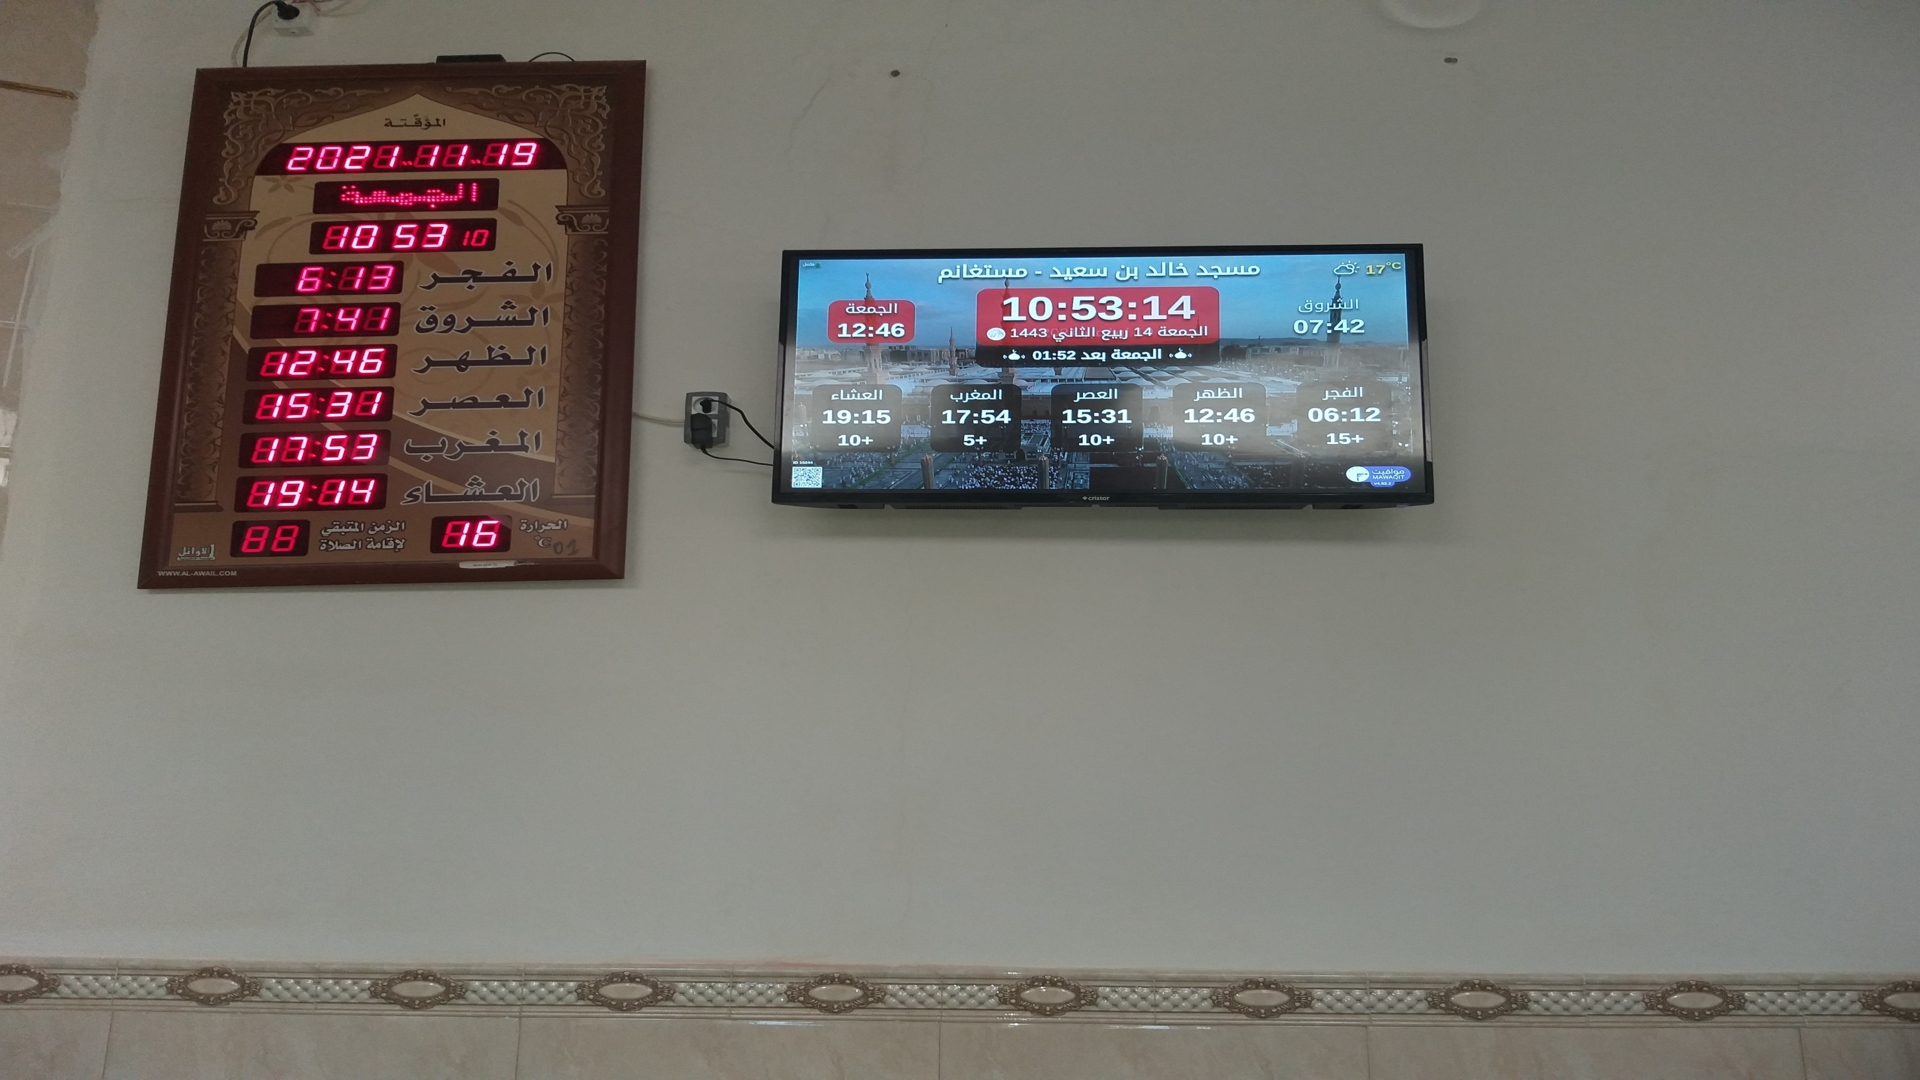 المؤقتة
2021-11-19
الجمعة
10 53 10
6:13 الفجر
7:41 الشروق
12:46 الظهر
15:31 العصر
17:53 المغرب
19:14 العشاء
88 الزمن المتبقي لإقامة الصلاة
16 الحرارة °C 01
الاوائل
WWW.AL-AWAIL.COM
مسجد خالد بن سعيد - مستغانم
17°C
الجمعة
12:46
10:53:14
الجمعة 14 ربيع الثاني 1443
الجمعة بعد 01:52
الشروق
07:42
الفجر
06:12
15+
الظهر
12:46
10+
العصر
15:31
10+
المغرب
17:54
5+
العشاء
19:15
10+
مواقيت
MAWAQIT
CRISTOR